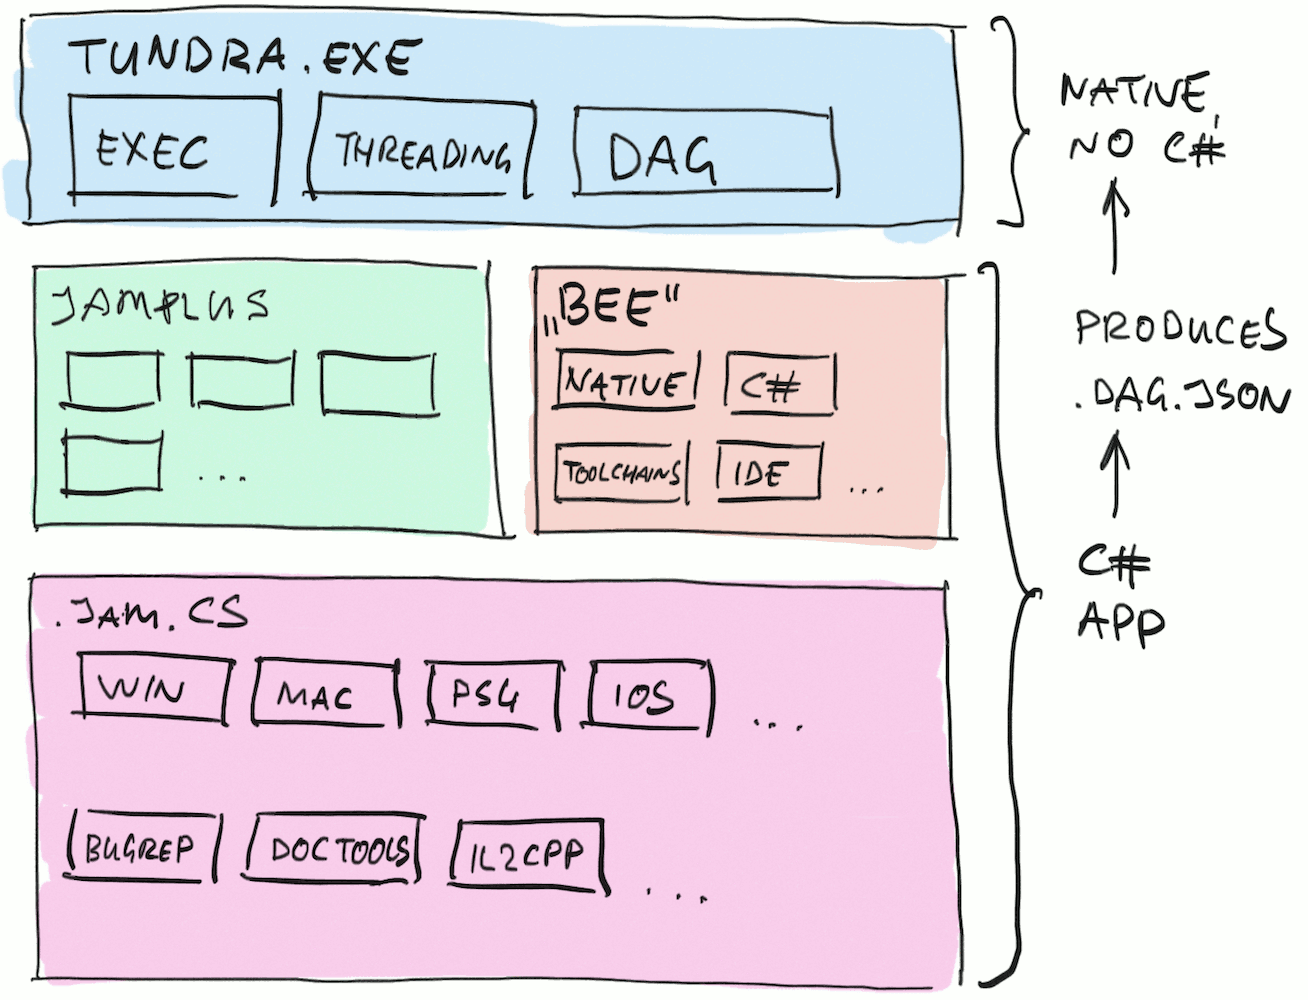 TUNDRA.EXE
EXEC
THREADING
DAG
NATIVE,
NO C#
JAMPLUS
...
„BEE"
NATIVE
C#
TOOLCHAINS
IDE
...
PRODUCES
.DAG.JSON
C#
APP
.JAM.CS
WIN
MAC
PS4
IOS
...
BUGREP
DOCTOOLS
IL2CPP
...